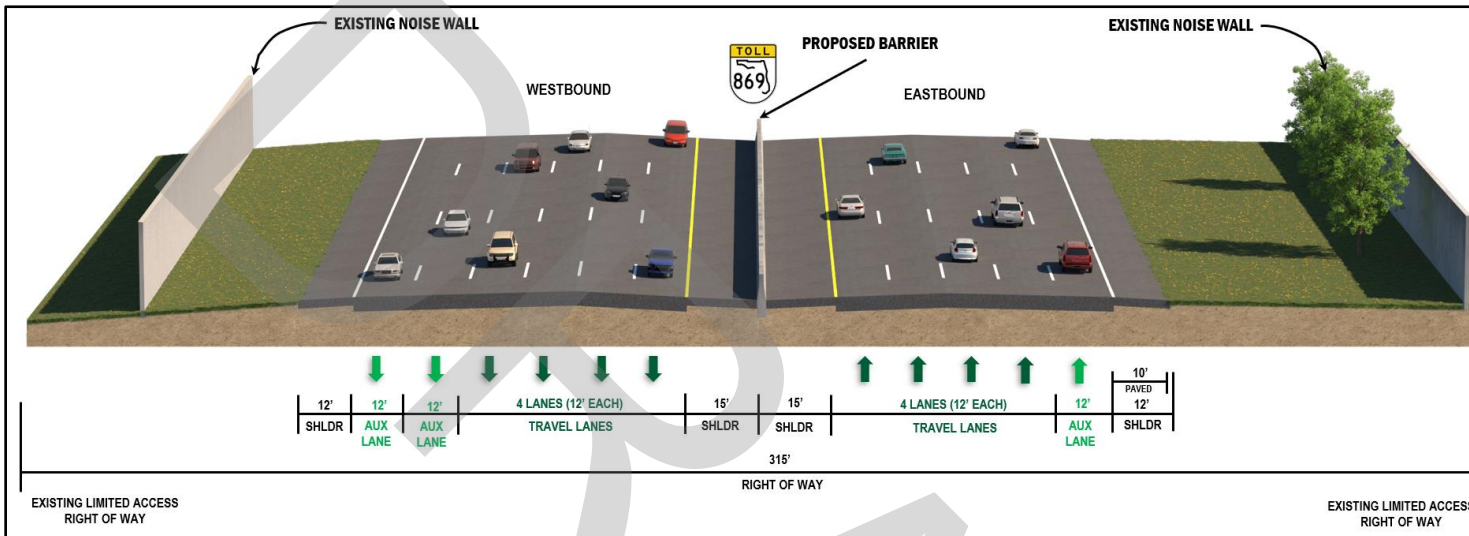 EXISTING NOISE WALL
EXISTING NOISE WALL
PROPOSED BARRIER
TOLL
869
WESTBOUND
EASTBOUND
10'
PAVED
12'
12'
12'
4 LANES (12' EACH)
15'
15'
4 LANES (12' EACH)
12'
12'
SHLDR
AUX
LANE
AUX
LANE
TRAVEL LANES
SHLDR
SHLDR
TRAVEL LANES
AUX
LANE
SHLDR
315'
RIGHT OF WAY
EXISTING LIMITED ACCESS
RIGHT OF WAY
EXISTING LIMITED ACCESS
RIGHT OF WAY